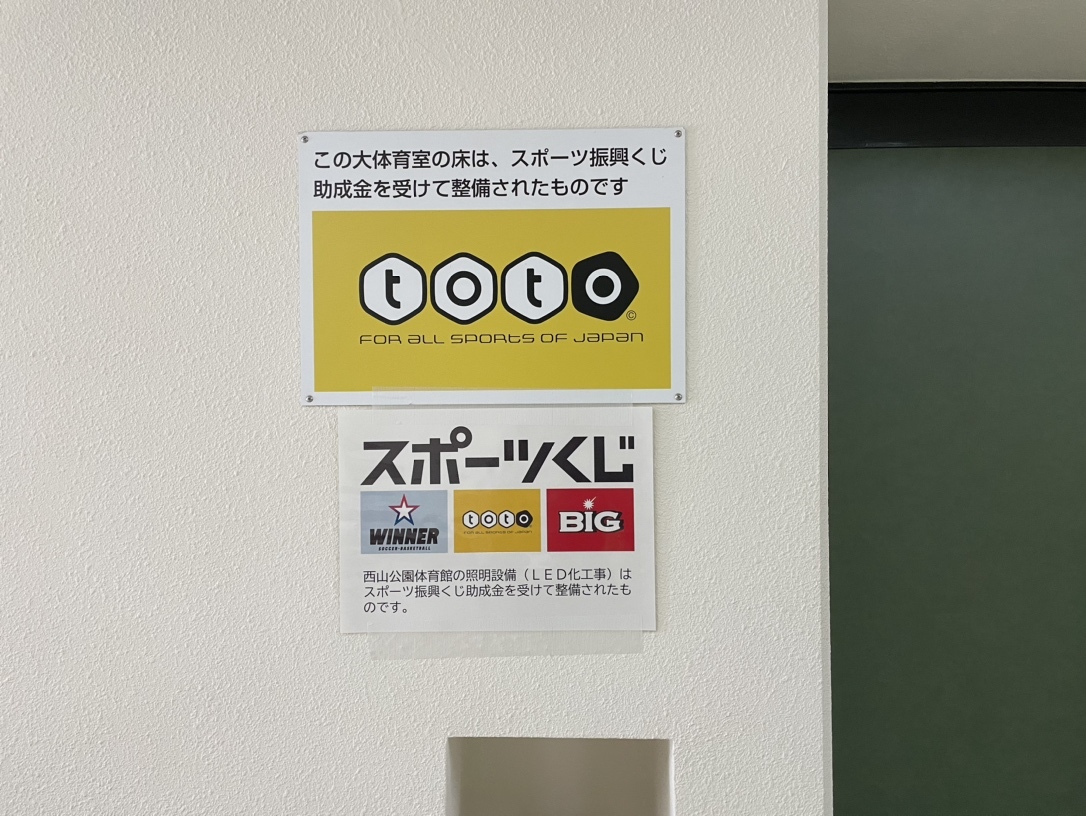 この大体育室の床は、スポーツ振興くじ
助成金を受けて整備されたものです
toto
©
FOR ALL SPORTS OF JAPAN
スポーツくじ
WINNER
SOCCER・BASKETBALL
toto
FOR ALL SPORTS OF JAPAN
BIG
西山公園体育館の照明設備（ＬＥＤ化工事）は
スポーツ振興くじ助成金を受けて整備されたも
のです。